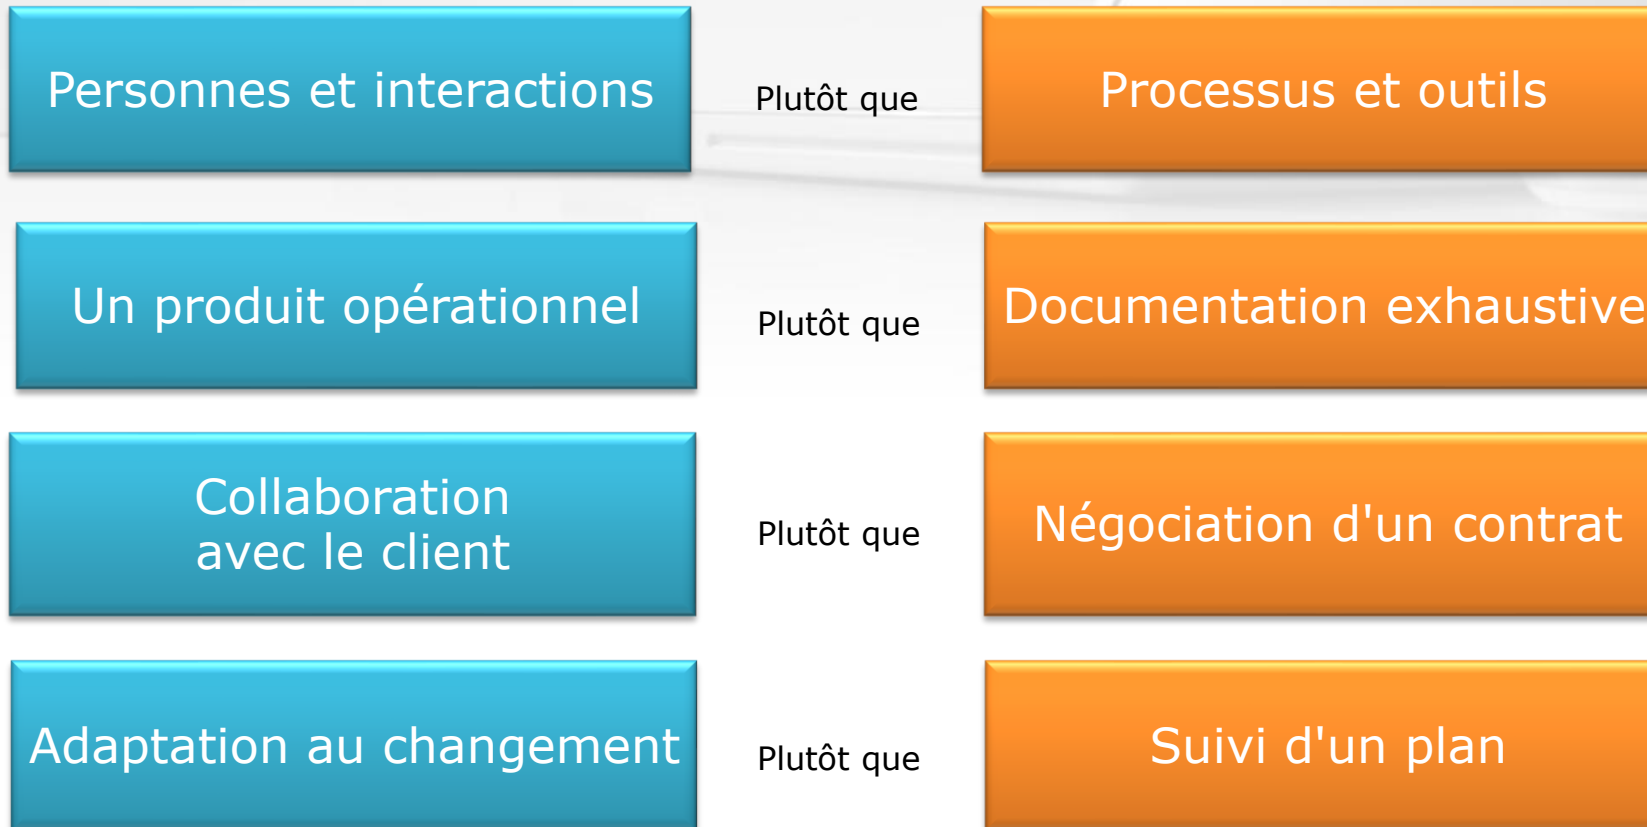 Personnes et interactions
Plutôt que
Processus et outils
Un produit opérationnel
Plutôt que
Documentation exhaustive
Collaboration
avec le client
Plutôt que
Négociation d'un contrat
Adaptation au changement
Plutôt que
Suivi d'un plan